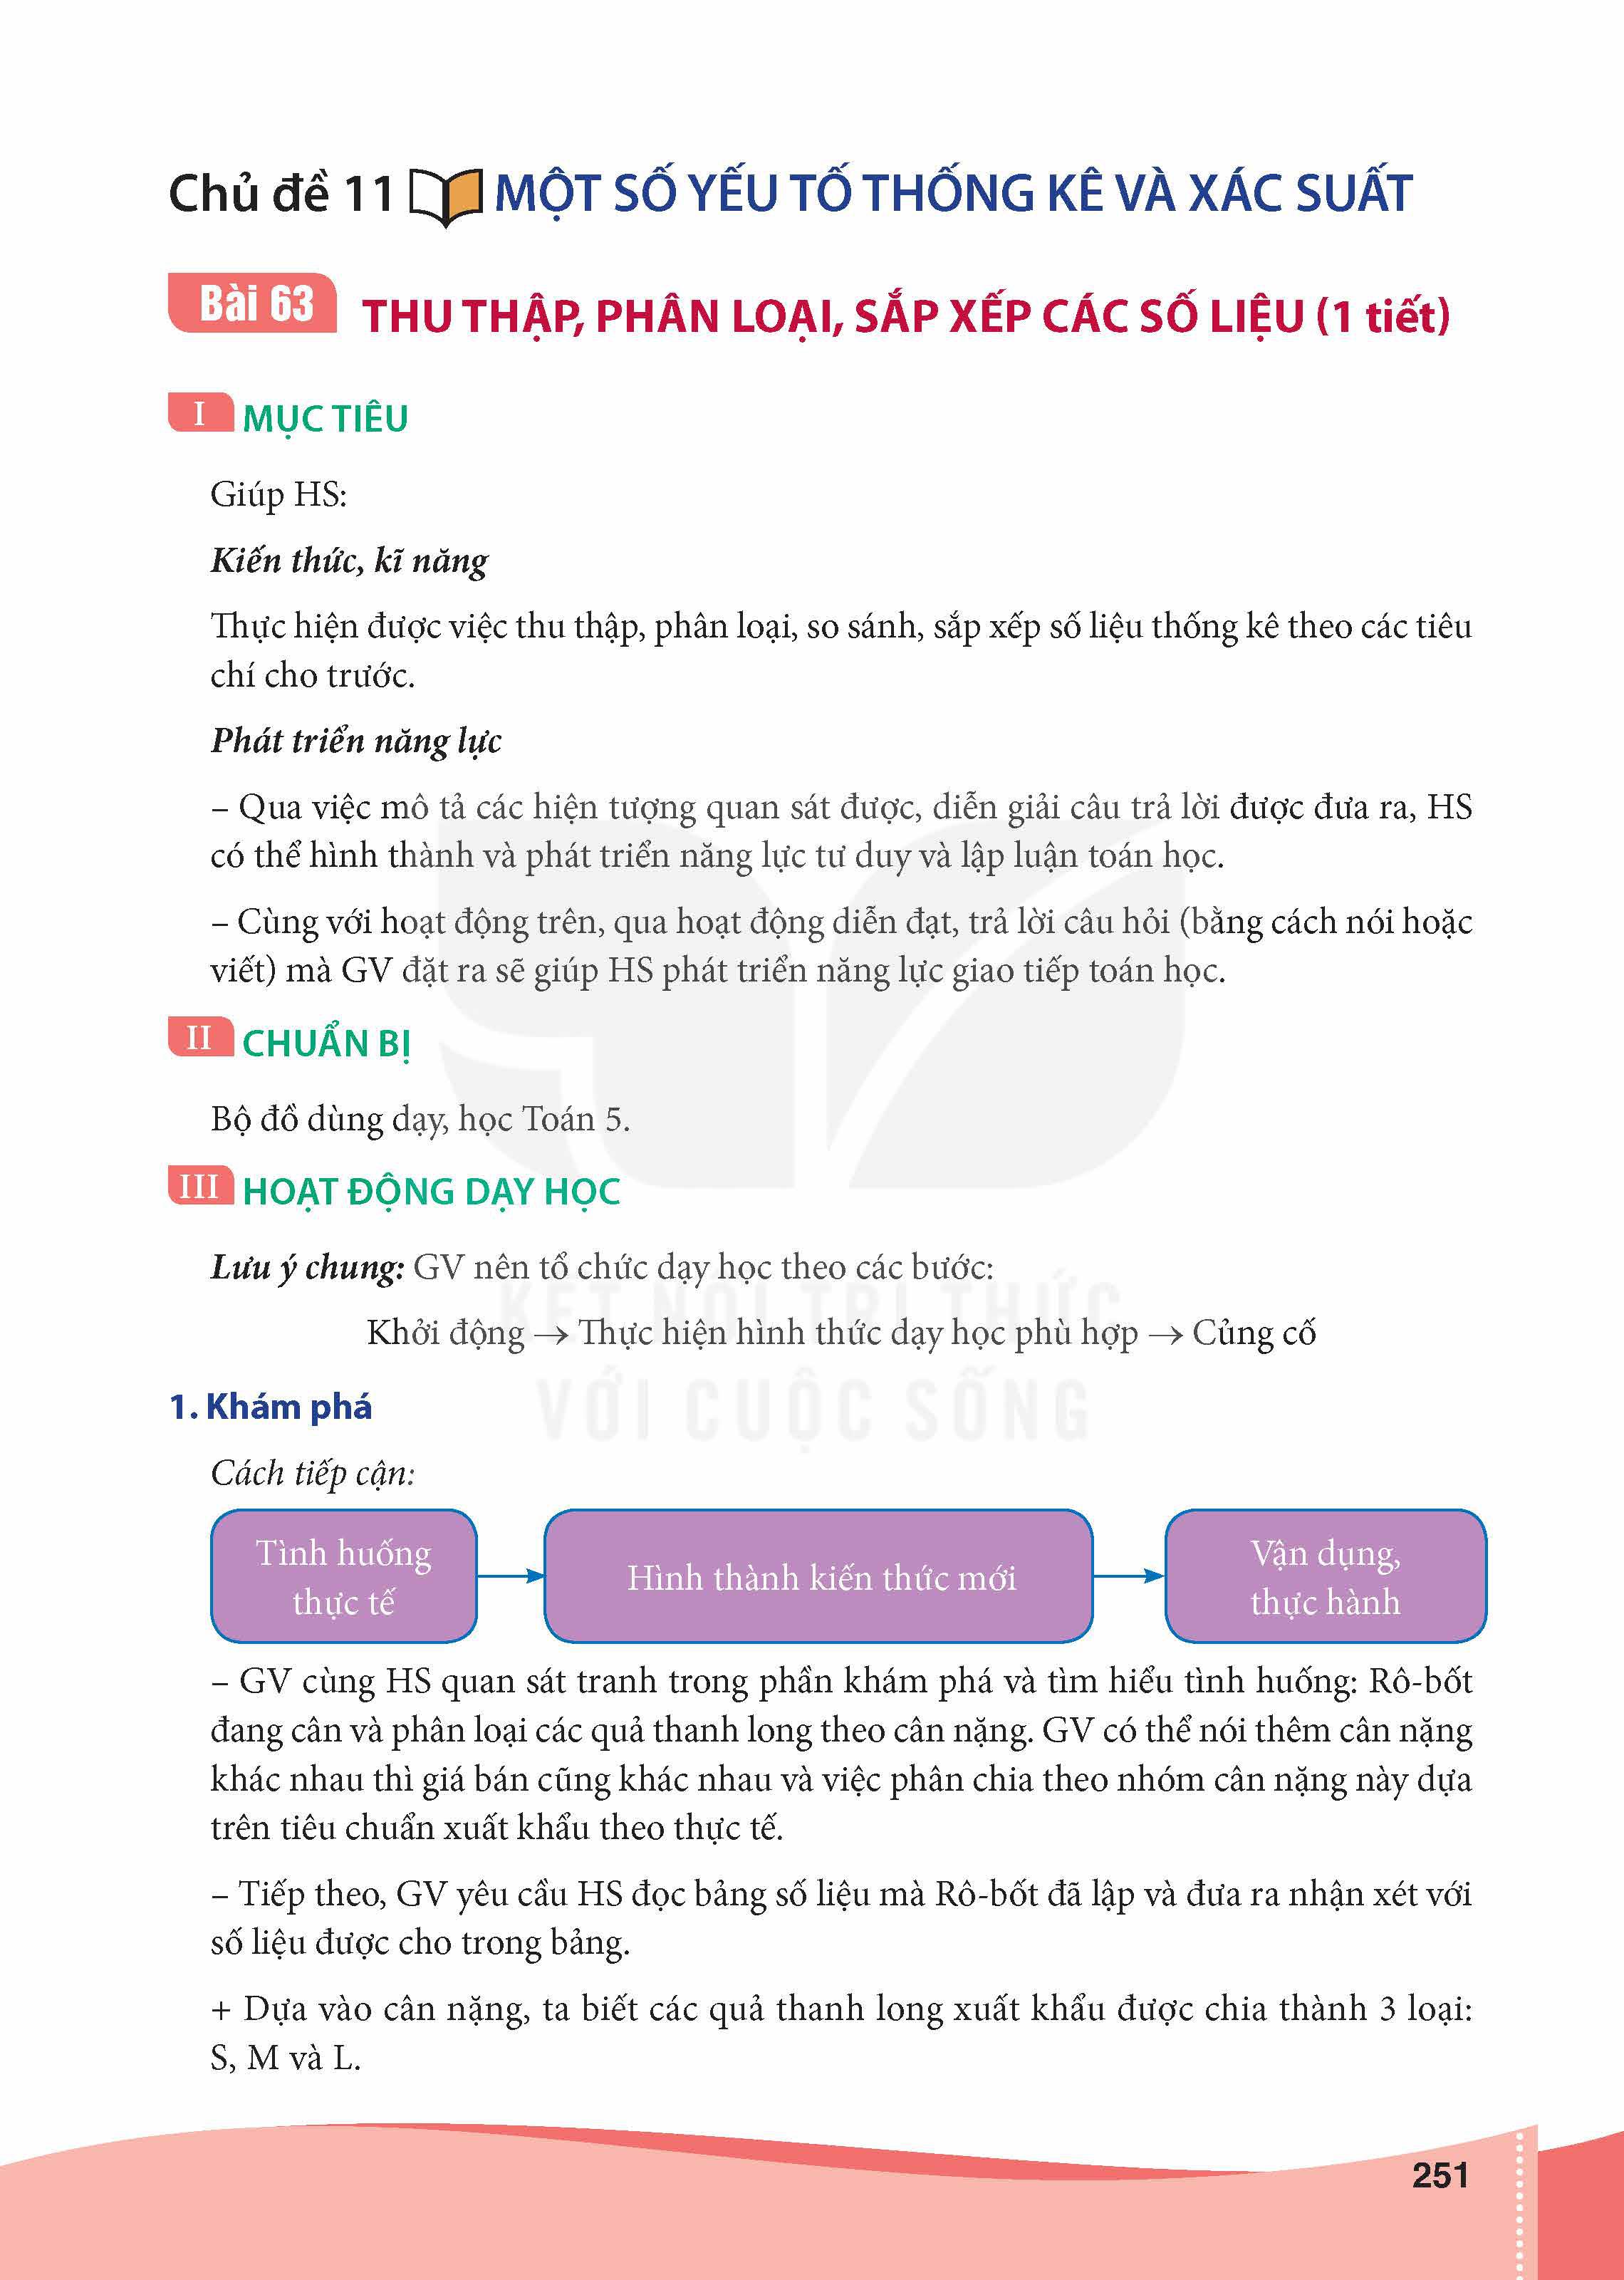 Chủ đề 11 MỘT SỐ YẾU TỐ THỐNG KÊ VÀ XÁC SUẤT
Bài 63 THU THẬP, PHÂN LOẠI, SẮP XẾP CÁC SỐ LIỆU (1 tiết)
I MỤC TIÊU
Giúp HS:
Kiến thức, kĩ năng
Thực hiện được việc thu thập, phân loại, so sánh, sắp xếp số liệu thống kê theo các tiêu
chí cho trước.
Phát triển năng lực
– Qua việc mô tả các hiện tượng quan sát được, diễn giải câu trả lời được đưa ra, HS
có thể hình thành và phát triển năng lực tư duy và lập luận toán học.
– Cùng với hoạt động trên, qua hoạt động diễn đạt, trả lời câu hỏi (bằng cách nói hoặc
viết) mà GV đặt ra sẽ giúp HS phát triển năng lực giao tiếp toán học.
II CHUẨN BỊ
Bộ đồ dùng dạy, học Toán 5.
III HOẠT ĐỘNG DẠY HỌC
Lưu ý chung: GV nên tổ chức dạy học theo các bước:
KẾT NỐI TRI THỨC
Khởi động → Thực hiện hình thức dạy học phù hợp → Củng cố
VỚI CUỘC SỐNG
1. Khám phá
Cách tiếp cận:
Tình huống
thực tế
Hình thành kiến thức mới
Vận dụng,
thực hành
– GV cùng HS quan sát tranh trong phần khám phá và tìm hiểu tình huống: Rô-bốt
đang cân và phân loại các quả thanh long theo cân nặng. GV có thể nói thêm cân nặng
khác nhau thì giá bán cũng khác nhau và việc phân chia theo nhóm cân nặng này dựa
trên tiêu chuẩn xuất khẩu theo thực tế.
– Tiếp theo, GV yêu cầu HS đọc bảng số liệu mà Rô-bốt đã lập và đưa ra nhận xét với
số liệu được cho trong bảng.
+ Dựa vào cân nặng, ta biết các quả thanh long xuất khẩu được chia thành 3 loại:
S, M và L.
251